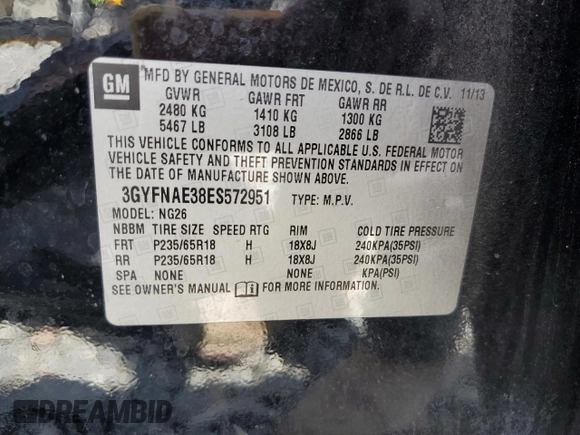 GM
MFD BY GENERAL MOTORS DE MEXICO, S. DE R.L. DE C.V. 11/13
GVWR GAWR FRT GAWR RR
2480 KG 1410 KG 1300 KG
5467 LB 3108 LB 2866 LB
THIS VEHICLE CONFORMS TO ALL APPLICABLE U.S. FEDERAL MOTOR
VEHICLE SAFETY AND THEFT PREVENTION STANDARDS IN EFFECT ON
THE DATE OF MANUFACTURE SHOWN ABOVE.
3GYFNAE38ES572951 TYPE: M.P.V.
MODEL: NG26
NBBM TIRE SIZE SPEED RTG RIM COLD TIRE PRESSURE
FRT P235/65R18 H 18X8J 240KPA(35PSI)
RR P235/65R18 H 18X8J 240KPA(35PSI)
SPA NONE NONE KPA(PSI)
SEE OWNER'S MANUAL FOR MORE INFORMATION.
DREAMBID